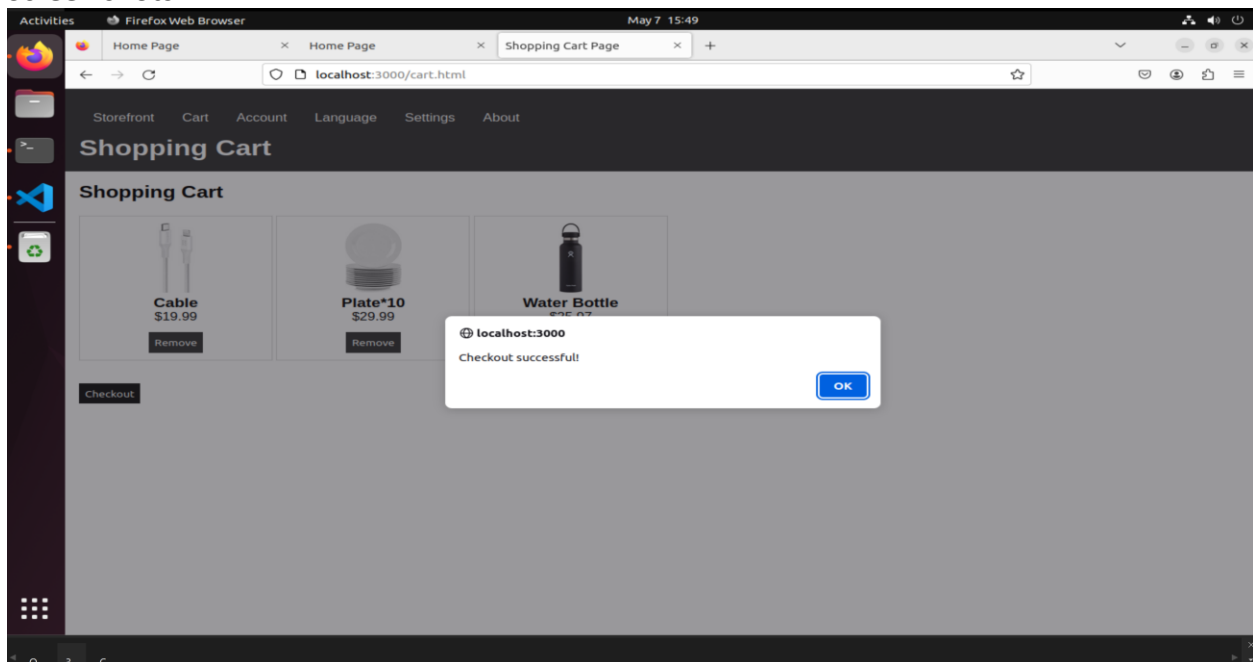 Activities Firefox Web Browser May 7 15:49
Home Page Home Page Shopping Cart Page
localhost:3000/cart.html
Storefront Cart Account Language Settings About
Shopping Cart
Shopping Cart
Cable Plate*10 Water Bottle
$19.99 $29.99
Remove Remove
localhost:3000
Checkout successful!
OK
Checkout